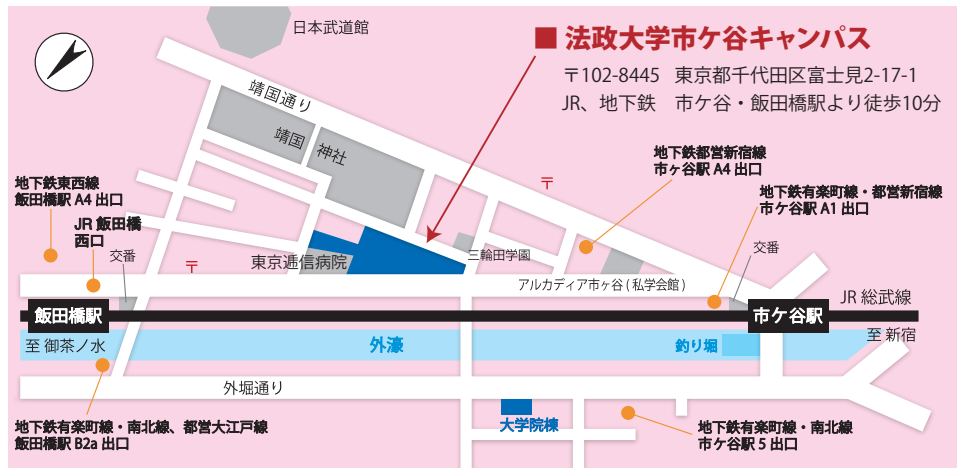 日本武道館
■ 法政大学市ケ谷キャンパス
〒102-8445 東京都千代田区富士見2-17-1
JR、地下鉄 市ケ谷・飯田橋駅より徒歩10分
靖国通り
靖国
神社
地下鉄都営新宿線
市ヶ谷駅 A4 出口
〒
地下鉄東西線
飯田橋駅 A4 出口
地下鉄有楽町線・都営新宿線
市ケ谷駅 A1 出口
JR 飯田橋
西口
交番
〒
東京逓信病院
三輪田学園
交番
アルカディア市ヶ谷 ( 私学会館 )
JR 総武線
飯田橋駅
市ケ谷駅
至 新宿
至 御茶ノ水
外濠
釣り堀
外堀通り
地下鉄有楽町線・南北線、都営大江戸線
飯田橋駅 B2a 出口
大学院棟
地下鉄有楽町線・南北線
市ケ谷駅 5 出口